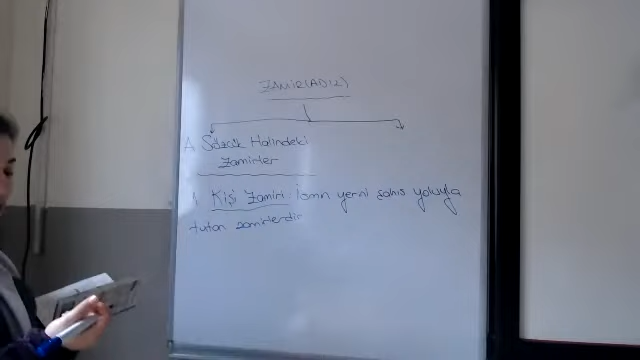 ZAMİR(ADIL)
A Sözcük Halindeki
Zamirler
1. Kişi Zamiri: İsmin yerini şahıs yoluyla
tutan zamirlerdir